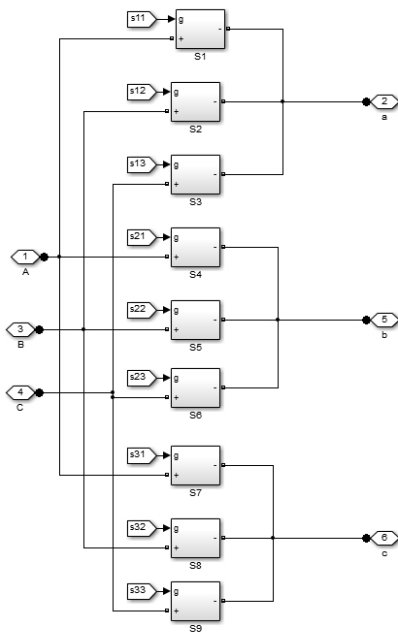 s11
g
+
-
S1
s12
g
+
-
S2
2
a
s13
g
+
-
S3
s21
g
+
-
S4
1
A
s22
g
+
-
S5
3
B
5
b
s23
g
+
-
S6
4
C
s31
g
+
-
S7
s32
g
+
-
S8
6
c
s33
g
+
-
S9